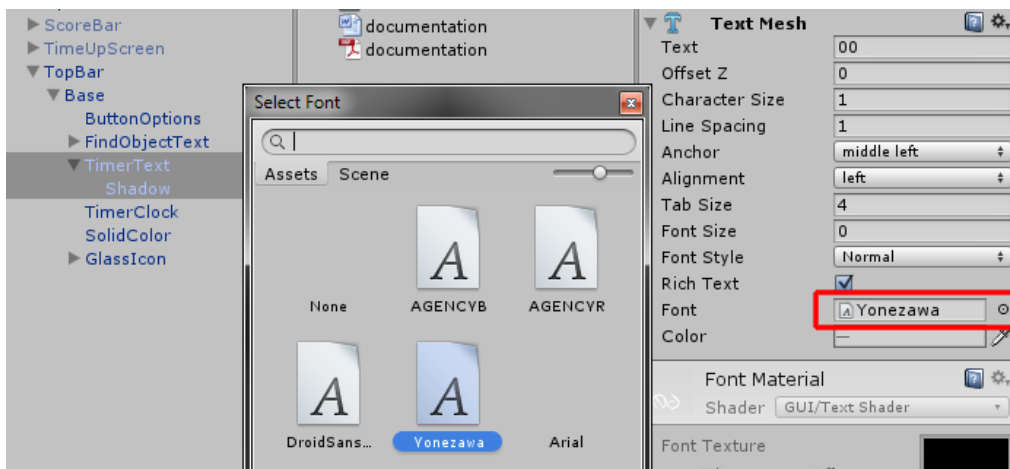 ScoreBar
TimeUpScreen
TopBar
Base
ButtonOptions
FindObjectText
TimerText
Shadow
TimerClock
SolidColor
GlassIcon
documentation
documentation
Select Font
Assets Scene
None AGENCYB AGENCYR
DroidSans... Yonezawa Arial
Text Mesh
Text 00
Offset Z 0
Character Size 1
Line Spacing 1
Anchor middle left
Alignment left
Tab Size 4
Font Size 0
Font Style Normal
Rich Text
Font Yonezawa
Color
Font Material
Shader GUI/Text Shader
Font Texture